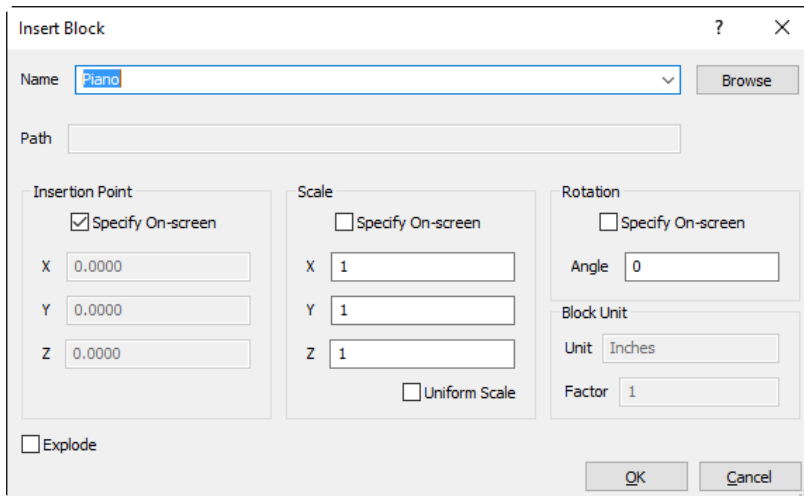 Insert Block ?
Name Piano Browse
Path
Insertion Point Scale Rotation
Specify On-screen Specify On-screen Specify On-screen
X 0.0000 X 1 Angle 0
Y 0.0000 Y 1 Block Unit
Z 0.0000 Z 1 Unit Inches
Uniform Scale Factor 1
Explode
OK Cancel